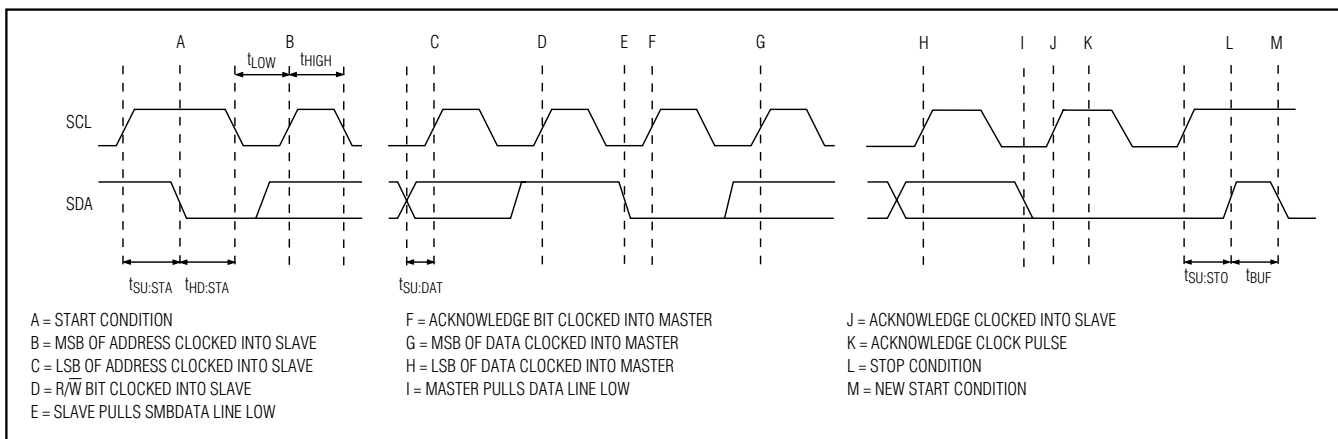 A B C D E F G H I J K L M
tLOW tHIGH
SCL
SDA
tSU:STA tHD:STA tSU:DAT tSU:STO tBUF
A = START CONDITION
B = MSB OF ADDRESS CLOCKED INTO SLAVE
C = LSB OF ADDRESS CLOCKED INTO SLAVE
D = R/W̅ BIT CLOCKED INTO SLAVE
E = SLAVE PULLS SMBDATA LINE LOW
F = ACKNOWLEDGE BIT CLOCKED INTO MASTER
G = MSB OF DATA CLOCKED INTO MASTER
H = LSB OF DATA CLOCKED INTO MASTER
I = MASTER PULLS DATA LINE LOW
J = ACKNOWLEDGE CLOCKED INTO SLAVE
K = ACKNOWLEDGE CLOCK PULSE
L = STOP CONDITION
M = NEW START CONDITION